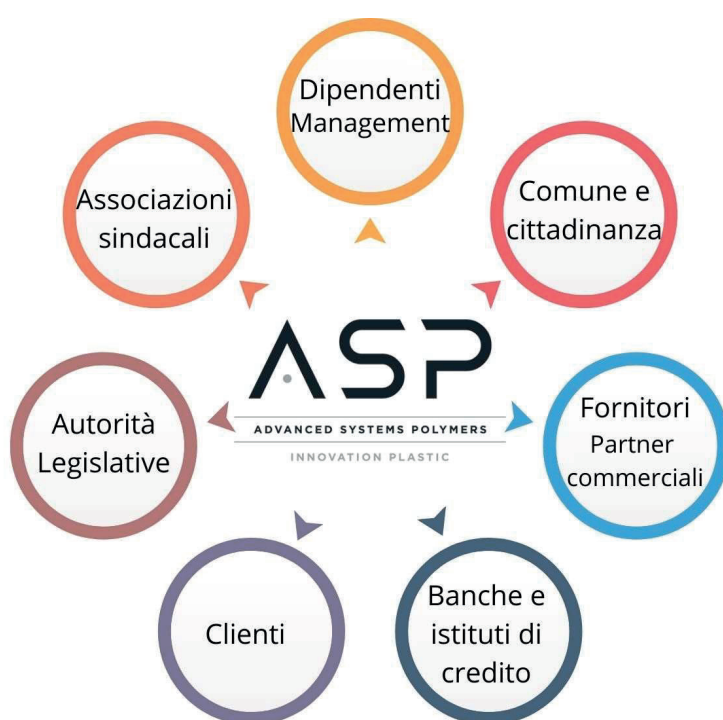 Dipendenti
Management
Comune e
cittadinanza
Fornitori
Partner
commerciali
Banche e
istituti di
credito
Clienti
Autorità
Legislative
Associazioni
sindacali
ASP
ADVANCED SYSTEMS POLYMERS
INNOVATION PLASTIC